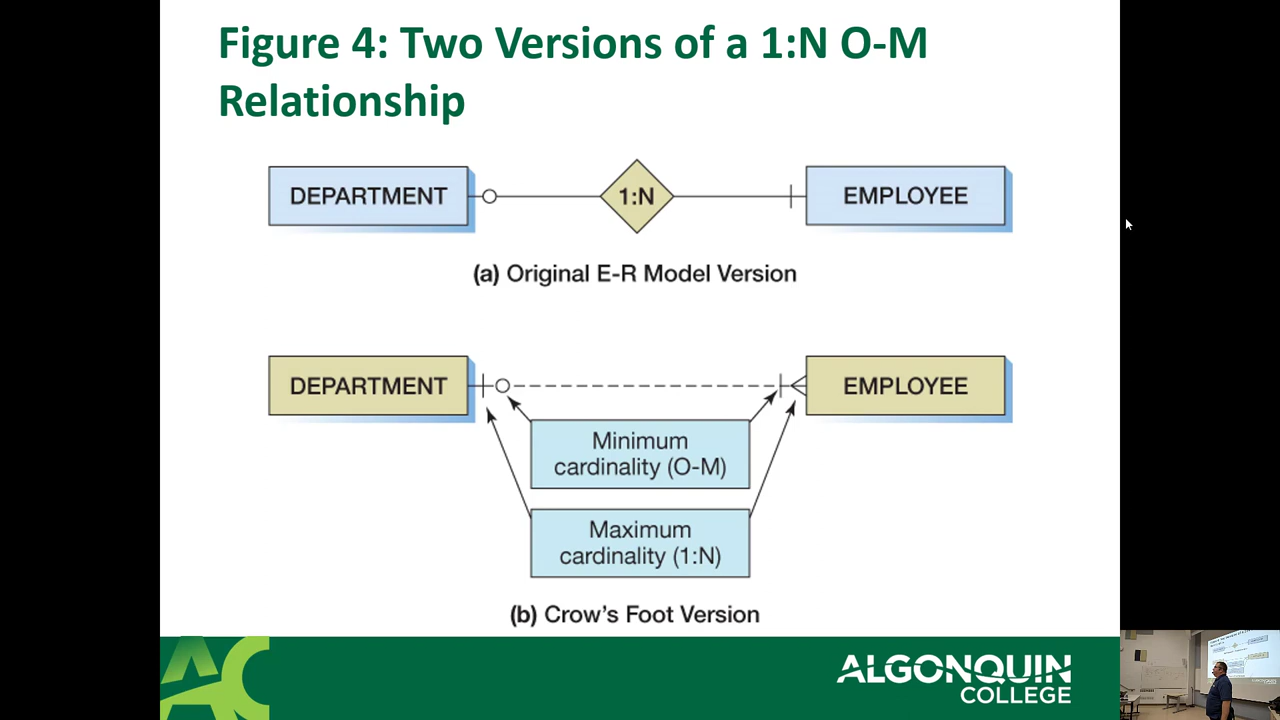 Figure 4: Two Versions of a 1:N O-M
Relationship
DEPARTMENT
1:N
EMPLOYEE
(a) Original E-R Model Version
DEPARTMENT
EMPLOYEE
Minimum
cardinality (O-M)
Maximum
cardinality (1:N)
(b) Crow's Foot Version
AC
ALGONQUIN
COLLEGE